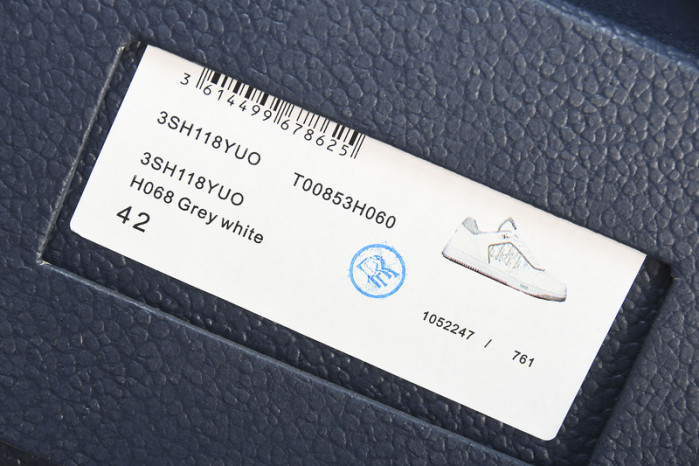 3 614499 678625
3SH118YUO
T00853H060
3SH118YUO
H068 Grey white
42
1052247 / 761